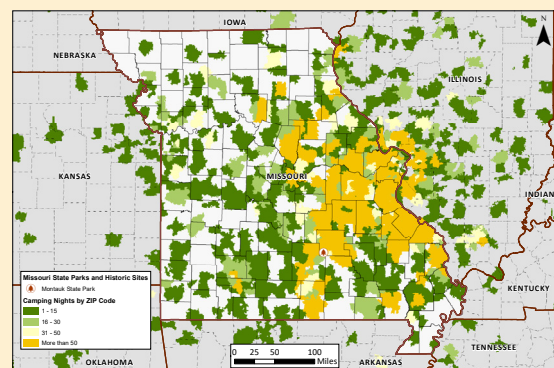 IOWA
N
NEBRASKA
ILLINOIS
KANSAS
MISSOURI
INDIAN
Missouri State Parks and Historic Sites
Montauk State Park
Camping Nights by ZIP Code
1 - 15
16 - 30
31 - 50
More than 50
KENTUCKY
0 25 50 100
Miles
TENNESSEE
OKLAHOMA
ARKANSAS